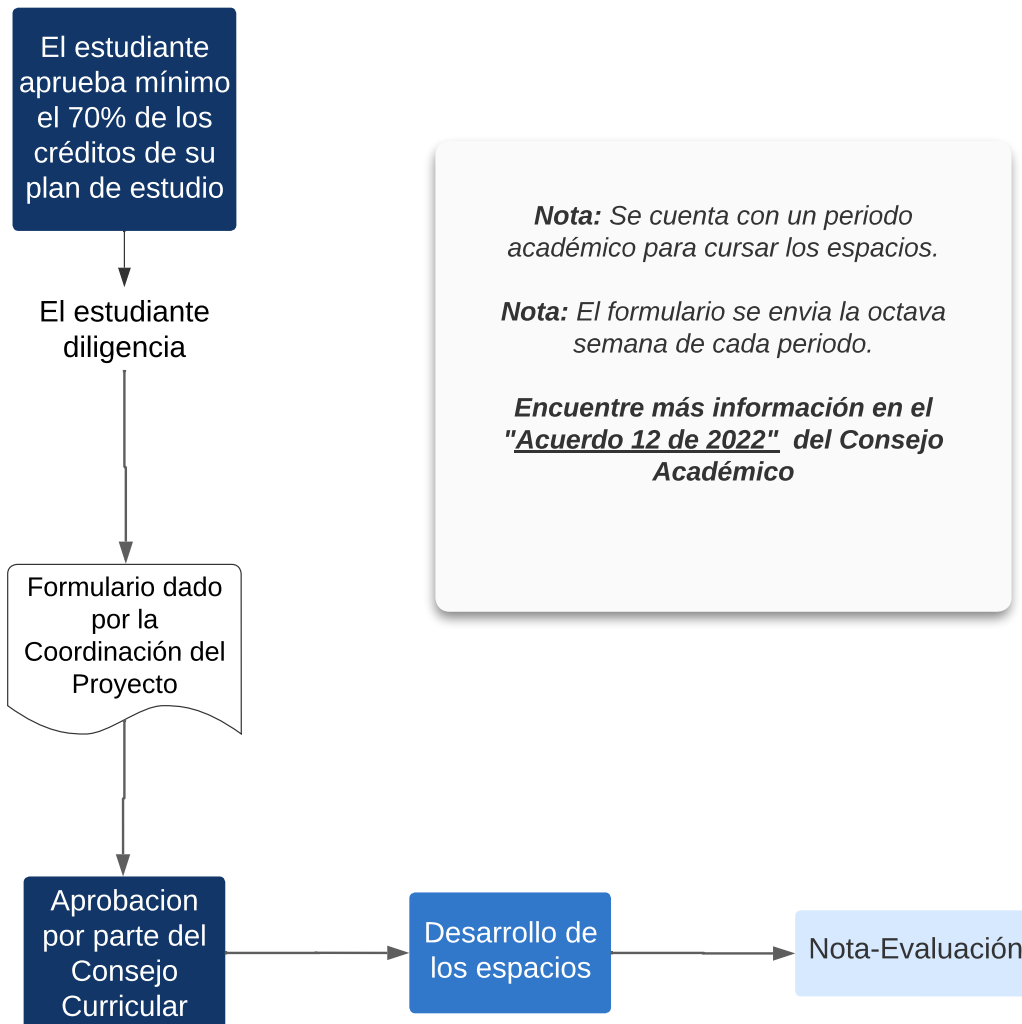 El estudiante
aprueba mínimo
el 70% de los
créditos de su
plan de estudio
El estudiante
diligencia
Formulario dado
por la
Coordinación del
Proyecto
Aprobacion
por parte del
Consejo
Curricular
Desarrollo de
los espacios
Nota-Evaluación
Nota: Se cuenta con un periodo
académico para cursar los espacios.
Nota: El formulario se envia la octava
semana de cada periodo.
Encuentre más información en el
"Acuerdo 12 de 2022" del Consejo
Académico